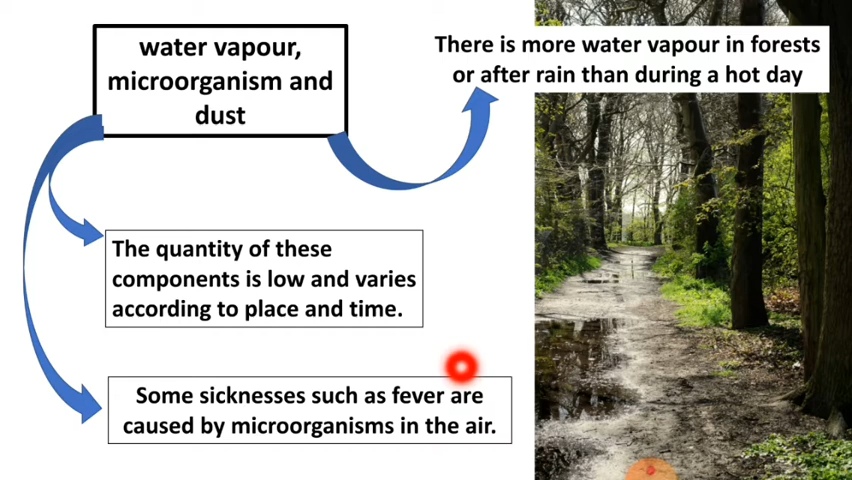 water vapour,
microorganism and
dust
There is more water vapour in forests
or after rain than during a hot day
The quantity of these
components is low and varies
according to place and time.
Some sicknesses such as fever are
caused by microorganisms in the air.